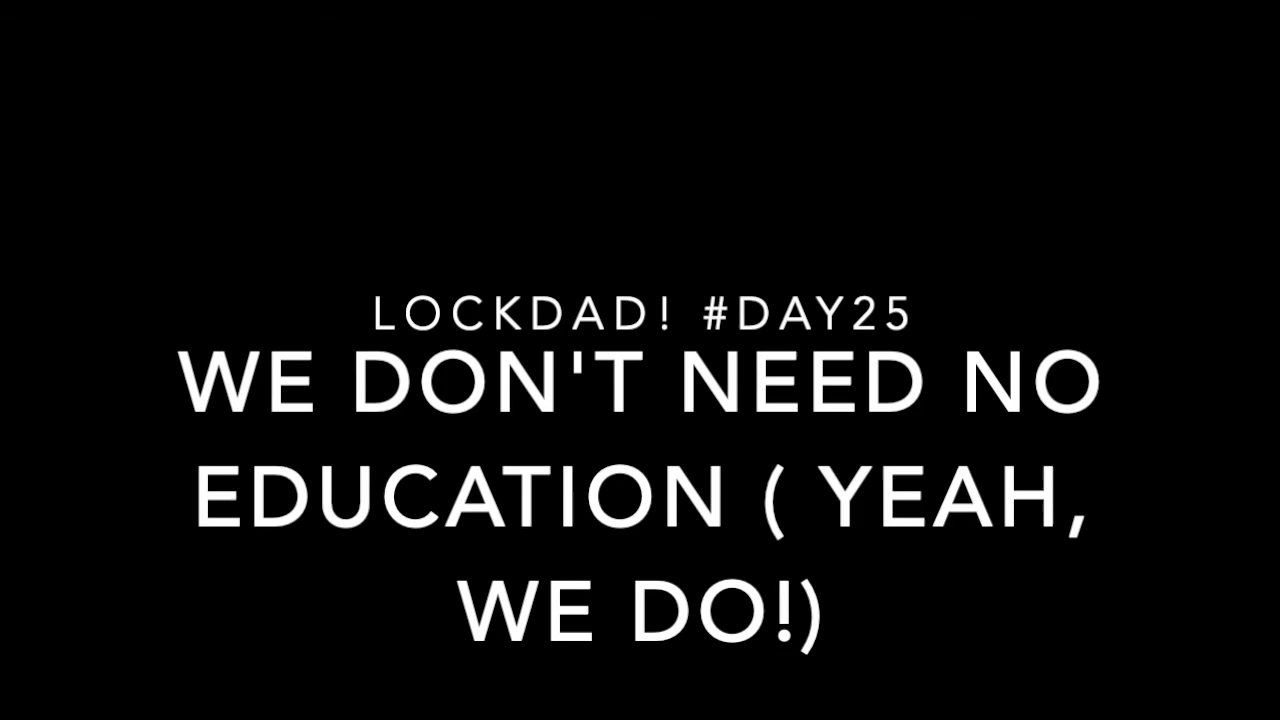 LOCKDAD! #DAY25
WE DON'T NEED NO
EDUCATION ( YEAH,
WE DO!)